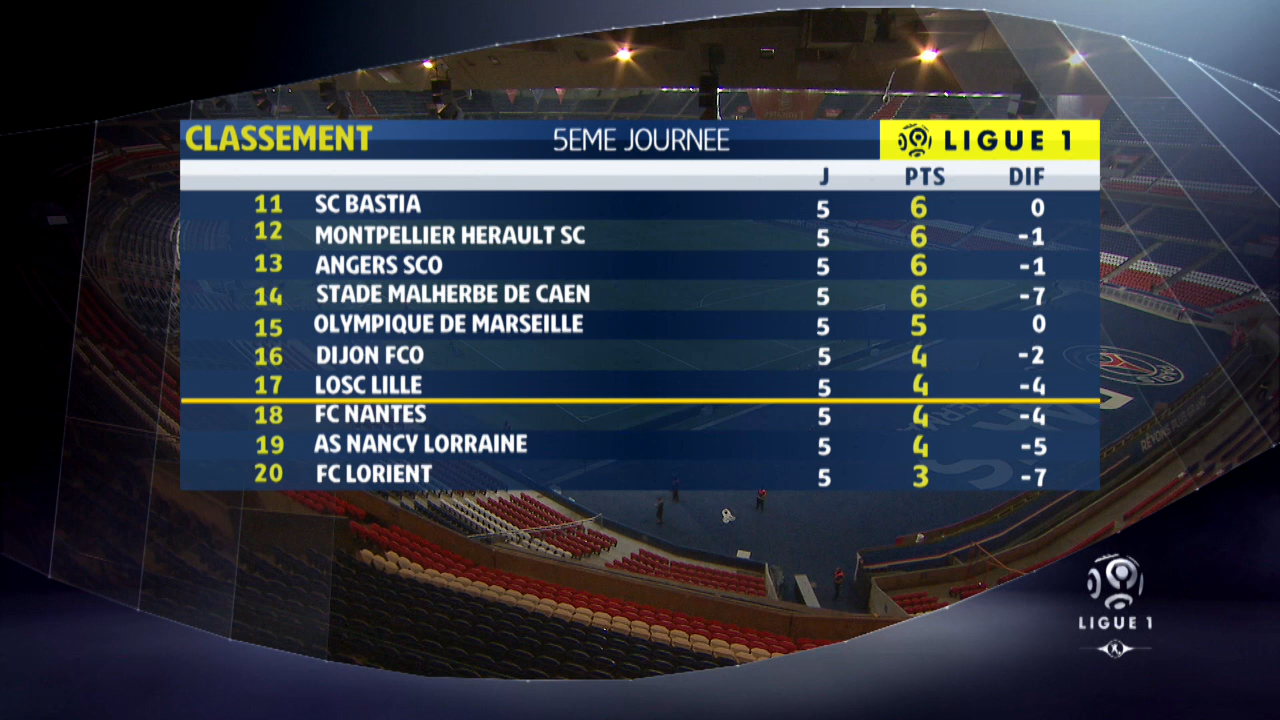 CLASSEMENT 5EME JOURNEE LIGUE 1
J PTS DIF
11 SC BASTIA 5 6 0
12 MONTPELLIER HERAULT SC 5 6 -1
13 ANGERS SCO 5 6 -1
14 STADE MALHERBE DE CAEN 5 6 -7
15 OLYMPIQUE DE MARSEILLE 5 5 0
16 DIJON FCO 5 4 -2
17 LOSC LILLE 5 4 -4
18 FC NANTES 5 4 -4
19 AS NANCY LORRAINE 5 4 -5
20 FC LORIENT 5 3 -7
PARIS
LIGUE 1